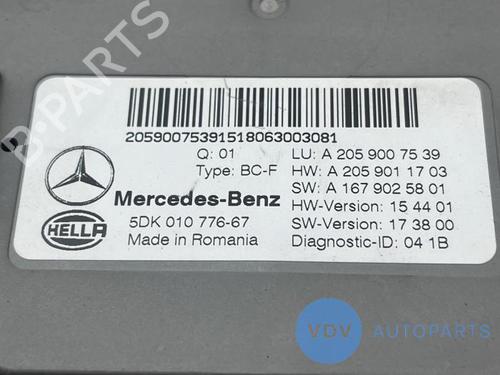 B-PARTS
20590075391518063003081
Q: 01
LU: A 205 900 75 39
Type: BC-F
HW: A 205 901 17 03
SW: A 167 902 58 01
Mercedes-Benz
HW-Version: 15 44 01
HELLA
5DK 010 776-67
SW-Version: 17 38 00
Made in Romania
Diagnostic-ID: 04 1B
VDV AUTOPARTS